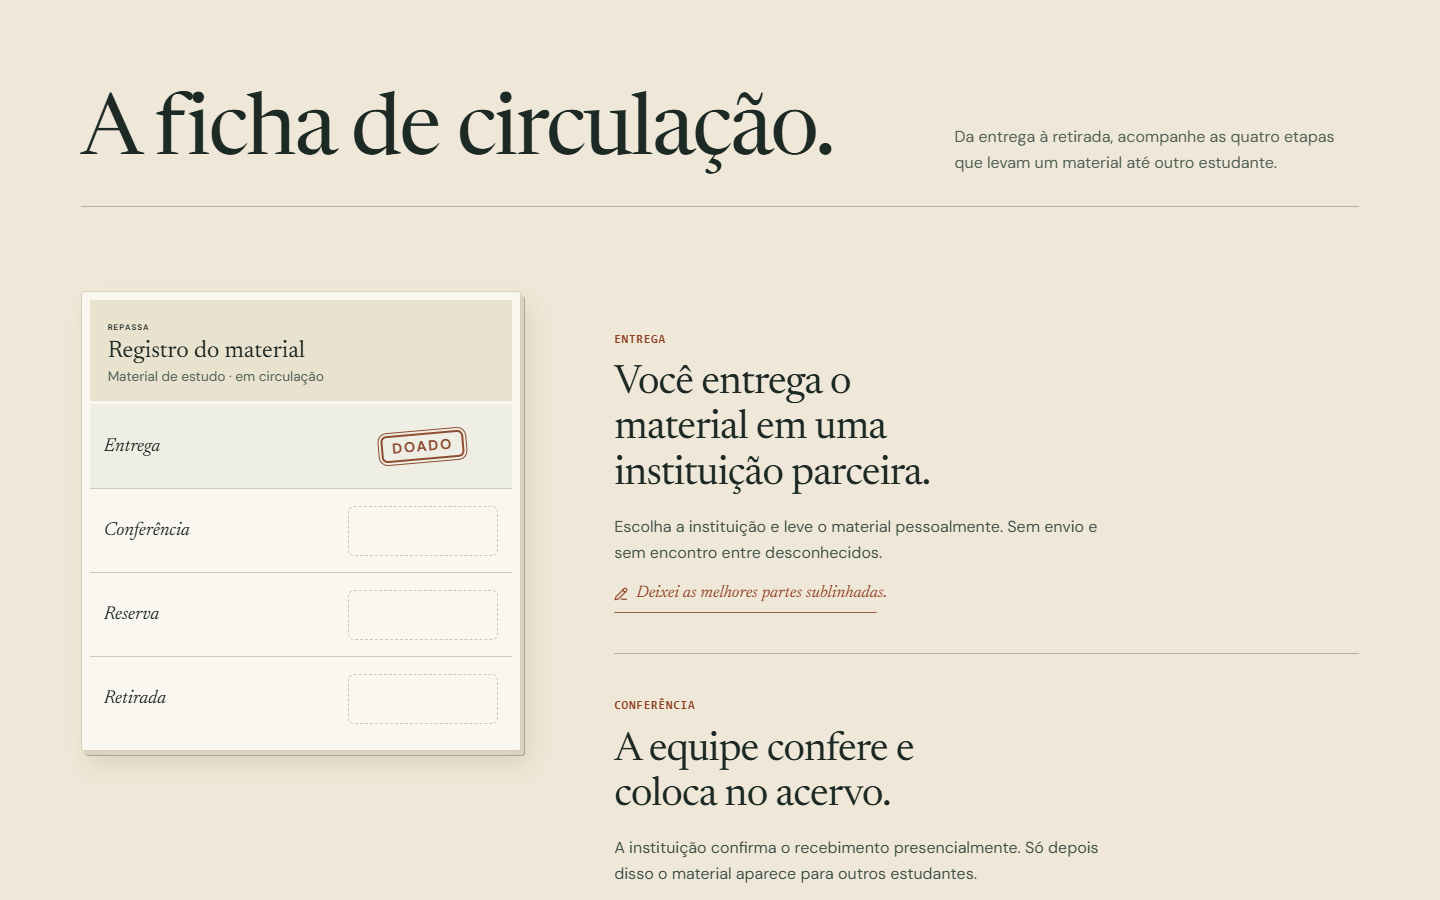 A ficha de circulação.
Da entrega à retirada, acompanhe as quatro etapas
que levam um material até outro estudante.
REPASSA
Registro do material
Material de estudo · em circulação
Entrega
DOADO
Conferência
Reserva
Retirada
ENTREGA
Você entrega o
material em uma
instituição parceira.
Escolha a instituição e leve o material pessoalmente. Sem envio e
sem encontro entre desconhecidos.
Deixei as melhores partes sublinhadas.
CONFERÊNCIA
A equipe confere e
coloca no acervo.
A instituição confirma o recebimento presencialmente. Só depois
disso o material aparece para outros estudantes.